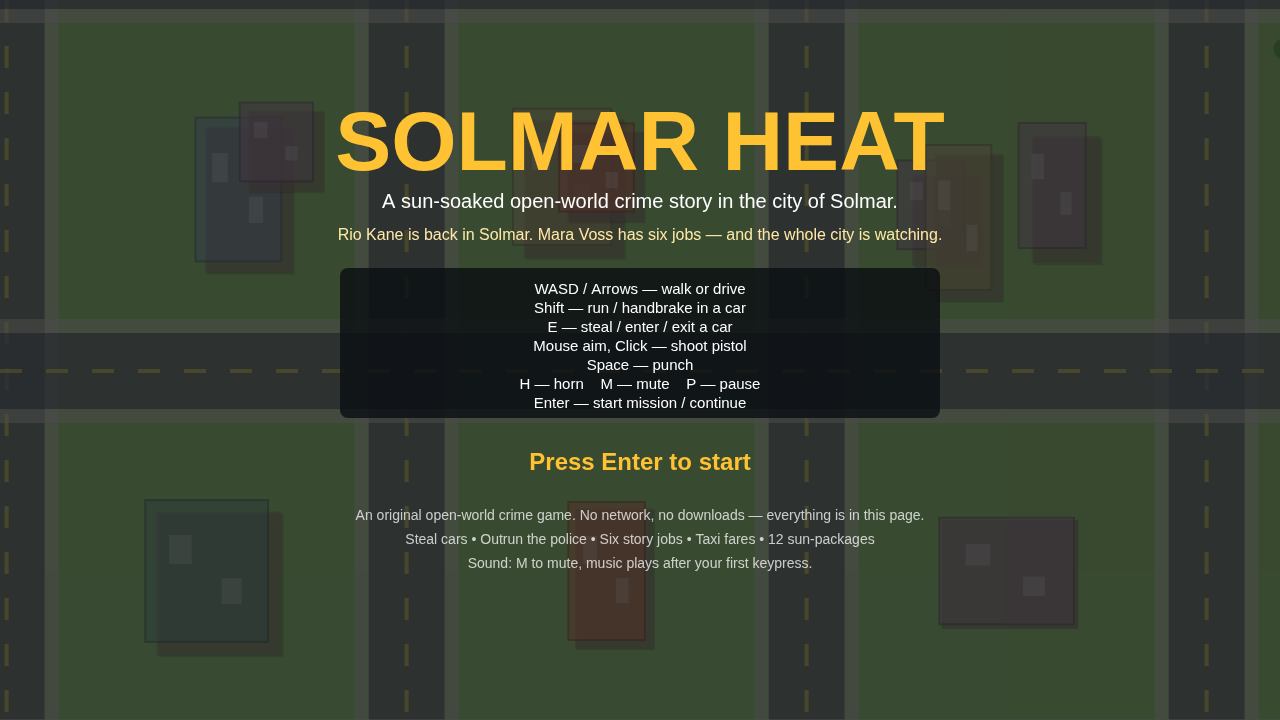 SOLMAR HEAT
A sun-soaked open-world crime story in the city of Solmar.
Rio Kane is back in Solmar. Mara Voss has six jobs — and the whole city is watching.
WASD / Arrows — walk or drive
Shift — run / handbrake in a car
E — steal / enter / exit a car
Mouse aim, Click — shoot pistol
Space — punch
H — horn    M — mute    P — pause
Enter — start mission / continue
Press Enter to start
An original open-world crime game. No network, no downloads — everything is in this page.
Steal cars • Outrun the police • Six story jobs • Taxi fares • 12 sun-packages
Sound: M to mute, music plays after your first keypress.